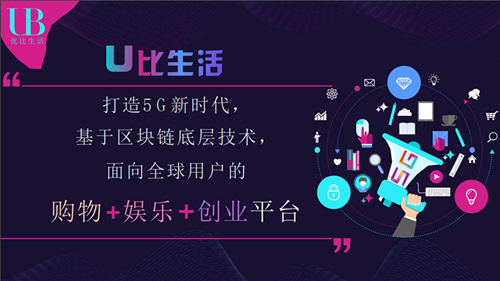 UB
优比生活
U比生活
打造5G新时代，
基于区块链底层技术，
面向全球用户的
购物+娱乐+创业平台